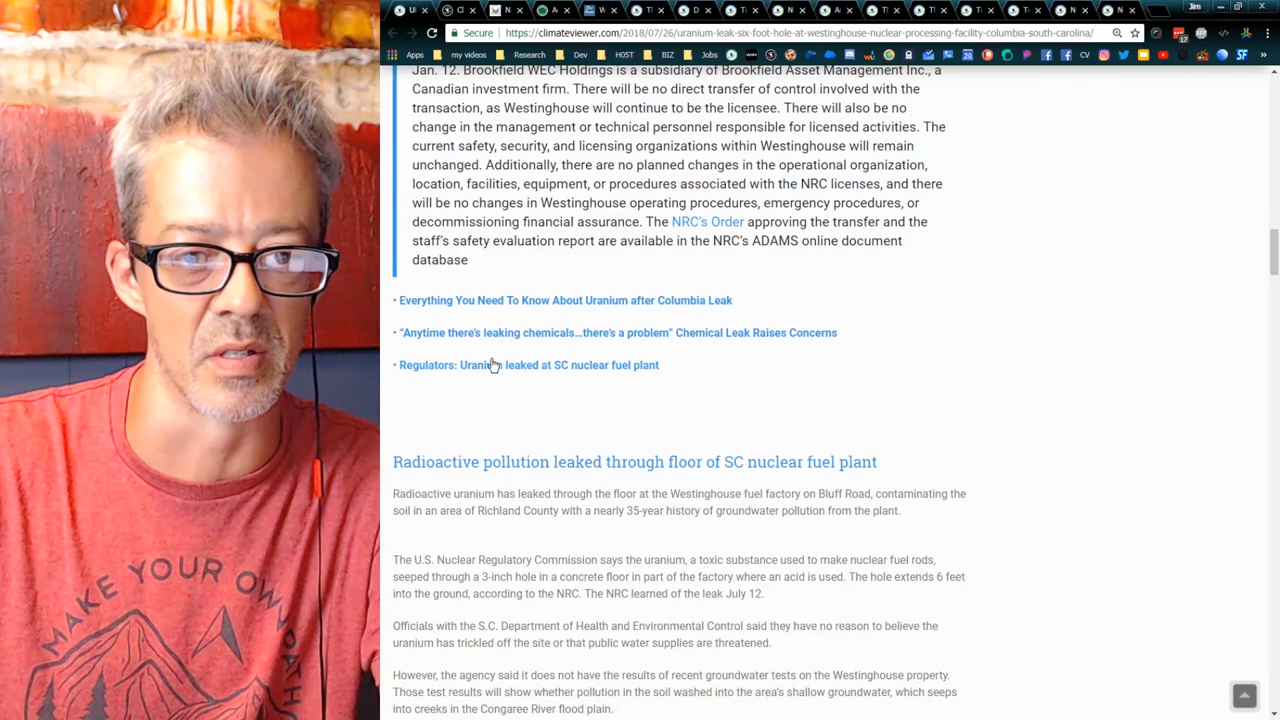 Jim
Secure
https://climateviewer.com/2018/07/26/uranium-leak-six-foot-hole-at-westinghouse-nuclear-processing-facility-columbia-south-carolina/
Apps my videos Research Dev H0ST BIZ Jobs CV SF
Jan. 12. Brookfield WEC Holdings is a subsidiary of Brookfield Asset Management Inc., a
Canadian investment firm. There will be no direct transfer of control involved with the
transaction, as Westinghouse will continue to be the licensee. There will also be no
change in the management or technical personnel responsible for licensed activities. The
current safety, security, and licensing organizations within Westinghouse will remain
unchanged. Additionally, there are no planned changes in the operational organization,
location, facilities, equipment, or procedures associated with the NRC licenses, and there
will be no changes in Westinghouse operating procedures, emergency procedures, or
decommissioning financial assurance. The NRC's Order approving the transfer and the
staff's safety evaluation report are available in the NRC's ADAMS online document
database
• Everything You Need To Know About Uranium after Columbia Leak
• “Anytime there's leaking chemicals…there's a problem” Chemical Leak Raises Concerns
• Regulators: Uranium leaked at SC nuclear fuel plant
Radioactive pollution leaked through floor of SC nuclear fuel plant
Radioactive uranium has leaked through the floor at the Westinghouse fuel factory on Bluff Road, contaminating the
soil in an area of Richland County with a nearly 35-year history of groundwater pollution from the plant.
The U.S. Nuclear Regulatory Commission says the uranium, a toxic substance used to make nuclear fuel rods,
seeped through a 3-inch hole in a concrete floor in part of the factory where an acid is used. The hole extends 6 feet
into the ground, according to the NRC. The NRC learned of the leak July 12.
Officials with the S.C. Department of Health and Environmental Control said they have no reason to believe the
uranium has trickled off the site or that public water supplies are threatened.
However, the agency said it does not have the results of recent groundwater tests on the Westinghouse property.
Those test results will show whether pollution in the soil washed into the area's shallow groundwater, which seeps
into creeks in the Congaree River flood plain.
MAKE YOUR OWN